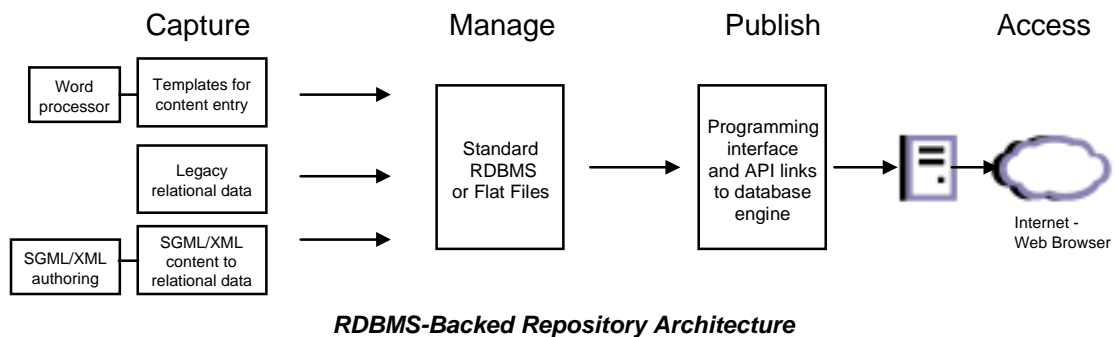 Capture
Manage
Publish
Access
Word
processor
Templates for
content entry
Legacy
relational data
SGML/XML
authoring
SGML/XML
content to
relational data
Standard
RDBMS
or Flat Files
Programming
interface
and API links
to database
engine
Internet -
Web Browser
RDBMS-Backed Repository Architecture